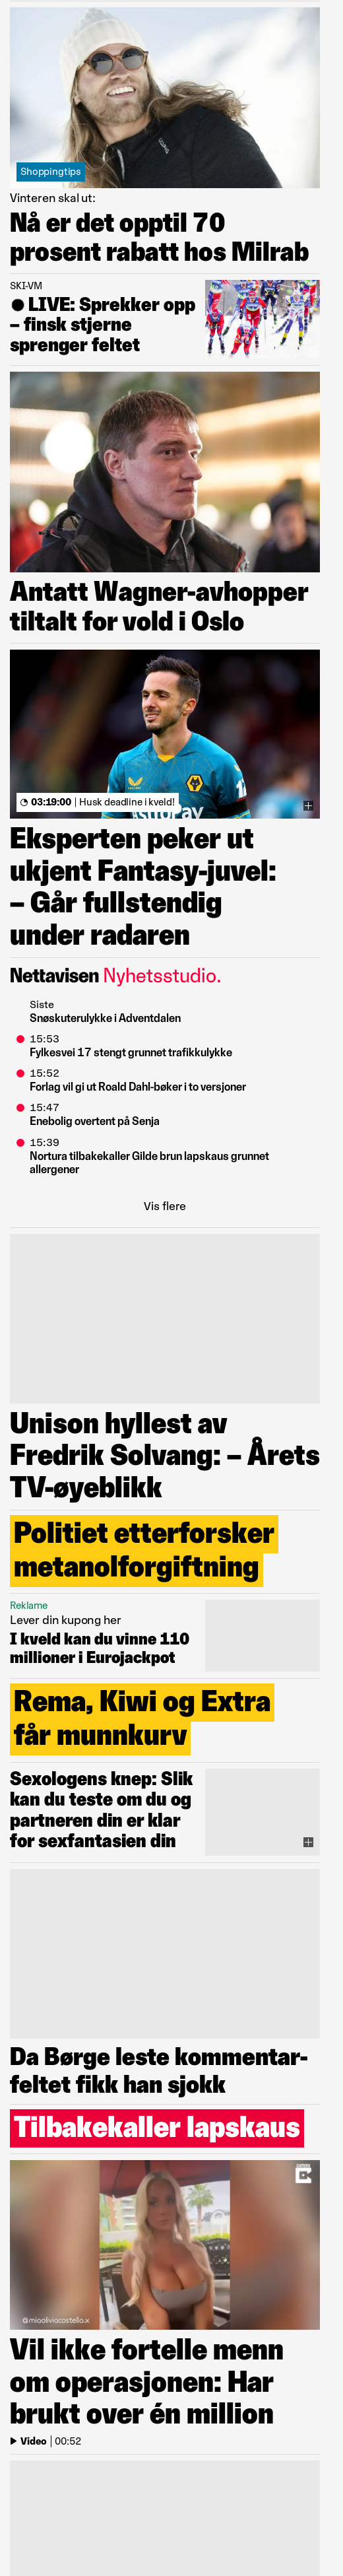 Shoppingtips
Vinteren skal ut:
Nå er det opptil 70
prosent rabatt hos Milrab
SKI-VM
● LIVE: Sprekker opp
– finsk stjerne
sprenger feltet
Antatt Wagner-avhopper
tiltalt for vold i Oslo
03:19:00 | Husk deadline i kveld!
Eksperten peker ut
ukjent Fantasy-juvel:
– Går fullstendig
under radaren
Nettavisen Nyhetsstudio.
Siste
Snøskuterulykke i Adventdalen
15:53
Fylkesvei 17 stengt grunnet trafikkulykke
15:52
Forlag vil gi ut Roald Dahl-bøker i to versjoner
15:47
Enebolig overtent på Senja
15:39
Nortura tilbakekaller Gilde brun lapskaus grunnet
allergener
Vis flere
Unison hyllest av
Fredrik Solvang: – Årets
TV-øyeblikk
Politiet etterforsker
metanolforgiftning
Reklame
Lever din kupong her
I kveld kan du vinne 110
millioner i Eurojackpot
Rema, Kiwi og Extra
får munnkurv
Sexologens knep: Slik
kan du teste om du og
partneren din er klar
for sexfantasien din
Da Børge leste kommentar-
feltet fikk han sjokk
Tilbakekaller lapskaus
@miaoliviacostello.x
Vil ikke fortelle menn
om operasjonen: Har
brukt over én million
Video | 00:52